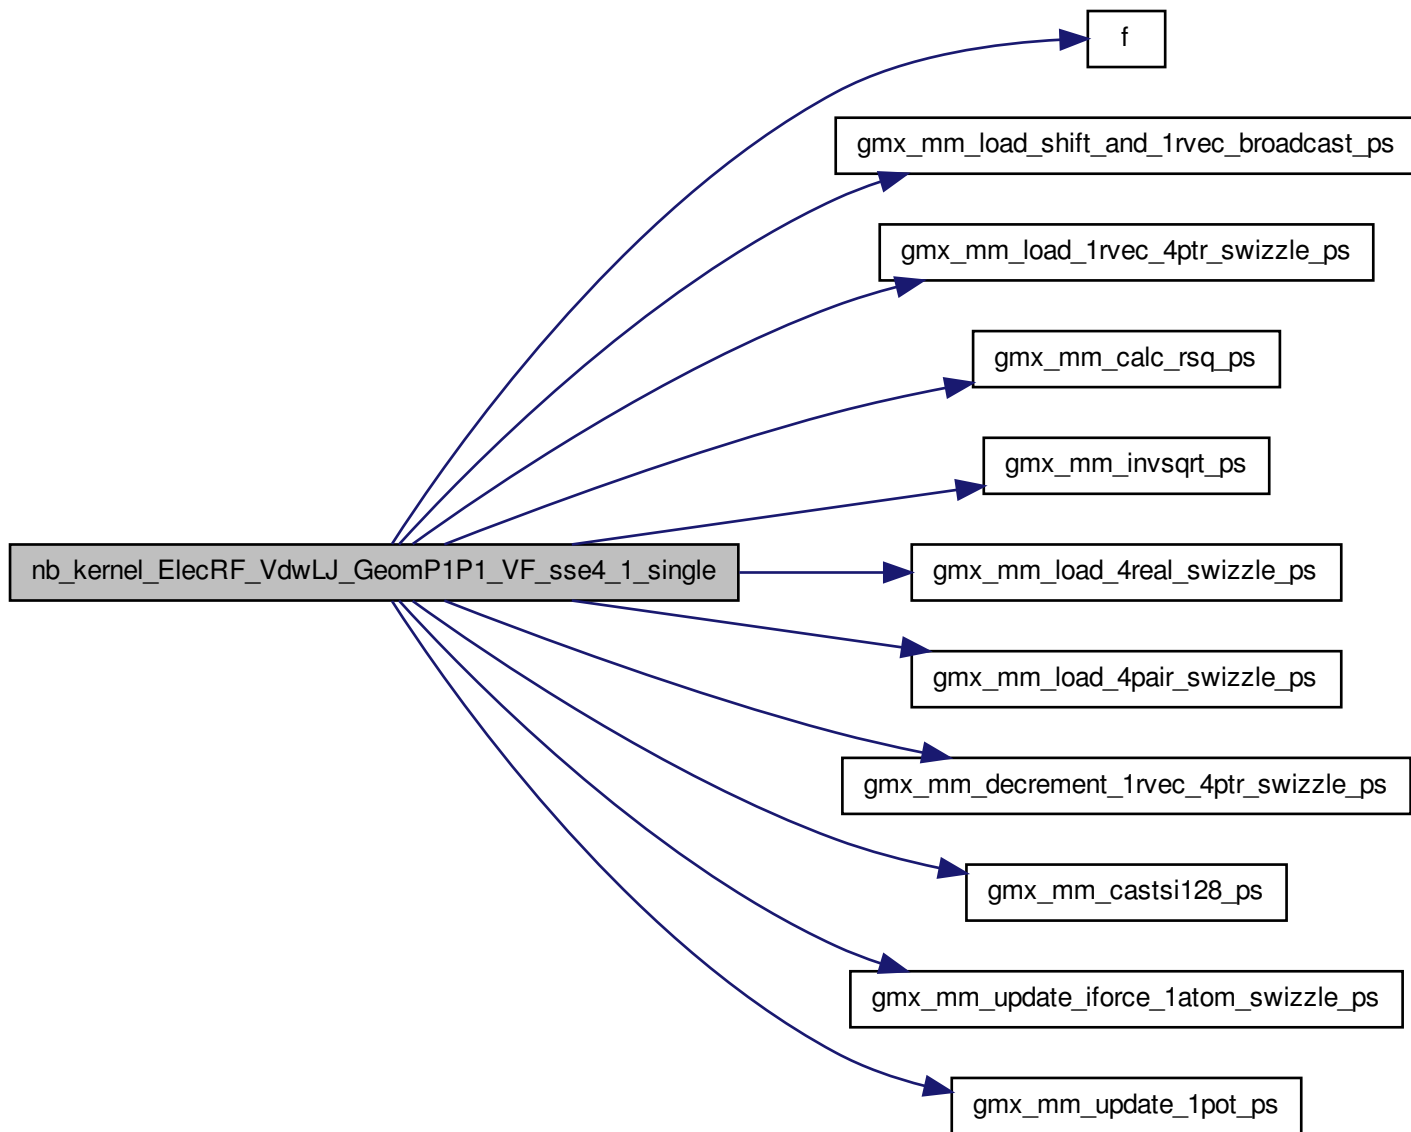 f
gmx_mm_load_shift_and_1rvec_broadcast_ps
gmx_mm_load_1rvec_4ptr_swizzle_ps
gmx_mm_calc_rsq_ps
gmx_mm_invsqrt_ps
nb_kernel_ElecRF_VdwLJ_GeomP1P1_VF_sse4_1_single
gmx_mm_load_4real_swizzle_ps
gmx_mm_load_4pair_swizzle_ps
gmx_mm_decrement_1rvec_4ptr_swizzle_ps
gmx_mm_castsi128_ps
gmx_mm_update_iforce_1atom_swizzle_ps
gmx_mm_update_1pot_ps